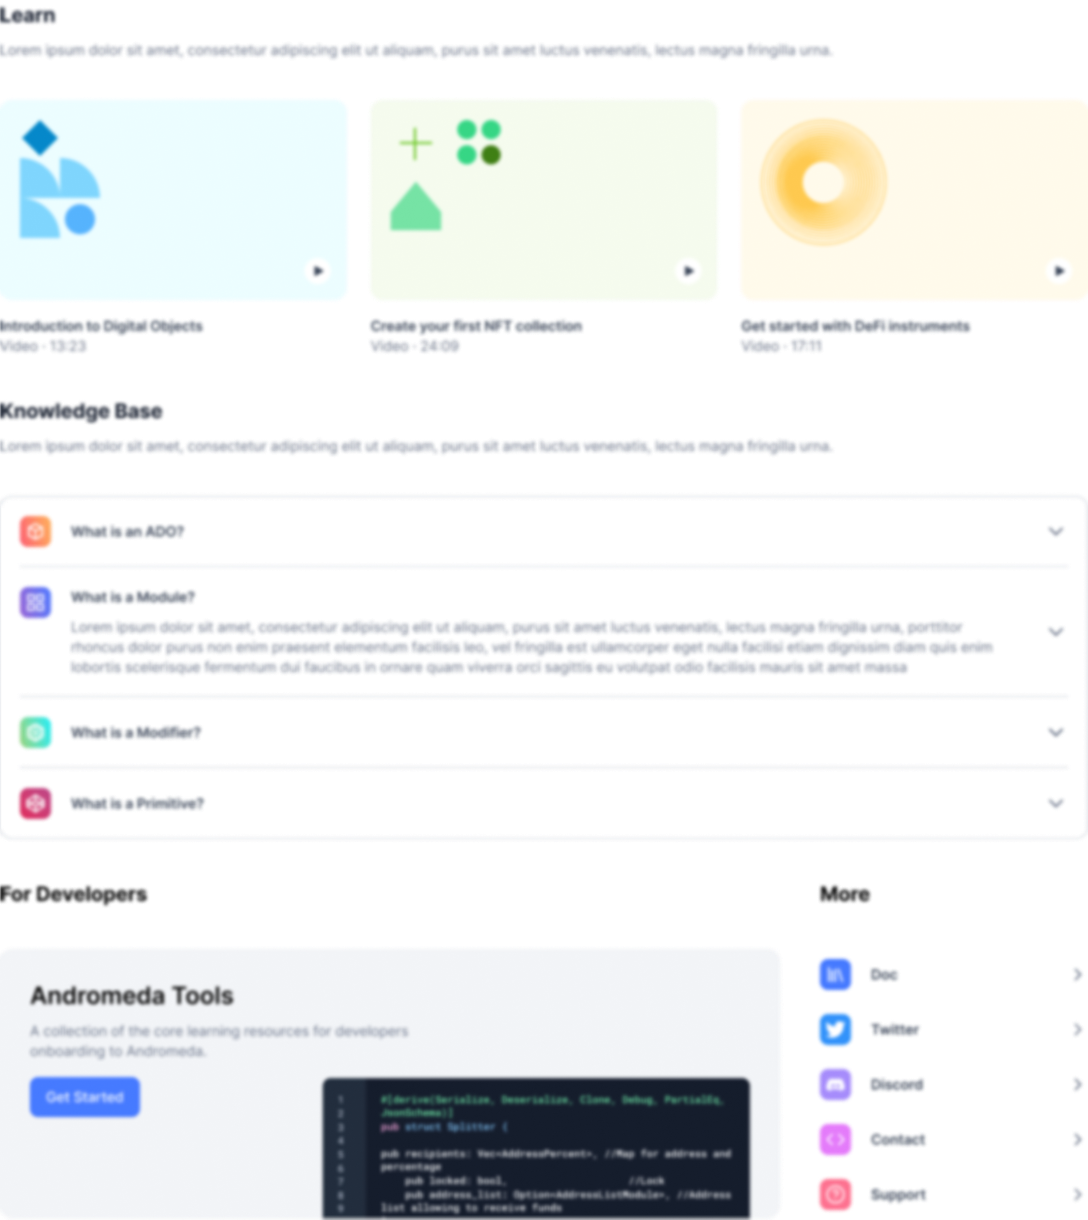 Learn
Lorem ipsum dolor sit amet, consectetur adipiscing elit ut aliquam, purus sit amet luctus venenatis, lectus magna fringilla urna.
Introduction to Digital Objects
Video · 13:23
Create your first NFT collection
Video · 24:09
Get started with DeFi instruments
Video · 17:11
Knowledge Base
Lorem ipsum dolor sit amet, consectetur adipiscing elit ut aliquam, purus sit amet luctus venenatis, lectus magna fringilla urna.
What is an ADO?
What is a Module?
Lorem ipsum dolor sit amet, consectetur adipiscing elit ut aliquam, purus sit amet luctus venenatis, lectus magna fringilla urna, porttitor
rhoncus dolor purus non enim praesent elementum facilisis leo, vel fringilla est ullamcorper eget nulla facilisi etiam dignissim diam quis enim
lobortis scelerisque fermentum dui faucibus in ornare quam viverra orci sagittis eu volutpat odio facilisis mauris sit amet massa
What is a Modifier?
What is a Primitive?
For Developers
Andromeda Tools
A collection of the core learning resources for developers
onboarding to Andromeda.
Get Started
1 #[derive(Serialize, Deserialize, Clone, Debug, PartialEq,
2 JsonSchema)]
3 pub struct Splitter {
4
5 pub recipients: Vec<AddressPercent>, //Map for address and
6 percentage
7 pub locked: bool, //Lock
8 pub address_list: Option<AddressListModule>, //Address
9 list allowing to receive funds
More
Doc
Twitter
Discord
Contact
Support